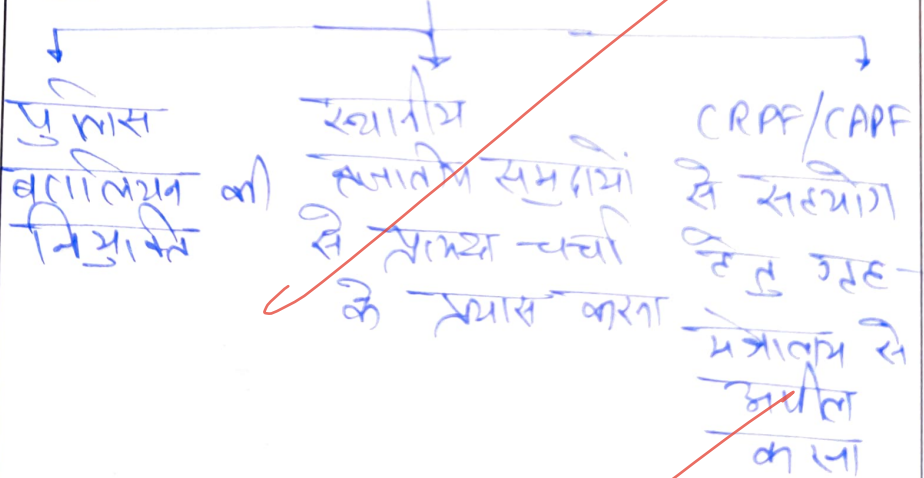 पुलिस
बटालियन की
नियुक्ति
स्थानीय
जनजातीय समुदायों
से प्रत्यक्ष चर्चा
के प्रयास करना
CRPF/CAPF
से सहयोग
हेतु गृह-
मंत्रालय से
अपील
करना